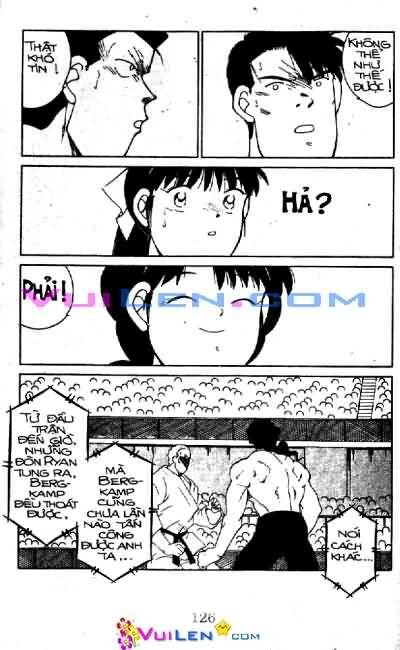 THẬT
KHÓ
TIN!
KHÔNG
THỂ
NHƯ
THẾ
ĐƯỢC!
HẢ?
PHẢI!
VUILEN.COM
TỪ ĐẦU
TRẬN
ĐẾN GIỜ,
NHỮNG
ĐÒN RYAN
TUNG RA,
BERG-
KAMP
ĐỀU THOÁT
ĐƯỢC.
MÀ
BERG-
KAMP
CŨNG
CHƯA LẦN
NÀO TẤN
CÔNG
ĐƯỢC ANH
TA...
NÓI
CÁCH
KHÁC...
126
VUILEN.COM